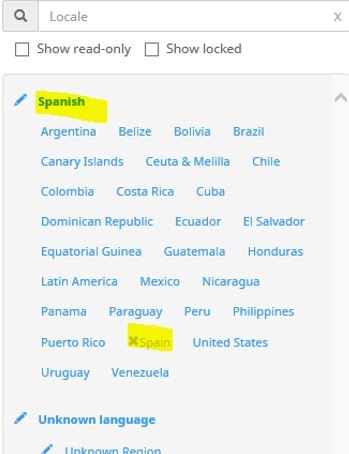 Locale x
Show read-only Show locked
Spanish
Argentina Belize Bolivia Brazil
Canary Islands Ceuta & Melilla Chile
Colombia Costa Rica Cuba
Dominican Republic Ecuador El Salvador
Equatorial Guinea Guatemala Honduras
Latin America Mexico Nicaragua
Panama Paraguay Peru Philippines
Puerto Rico Spain United States
Uruguay Venezuela
Unknown language
Unknown Region